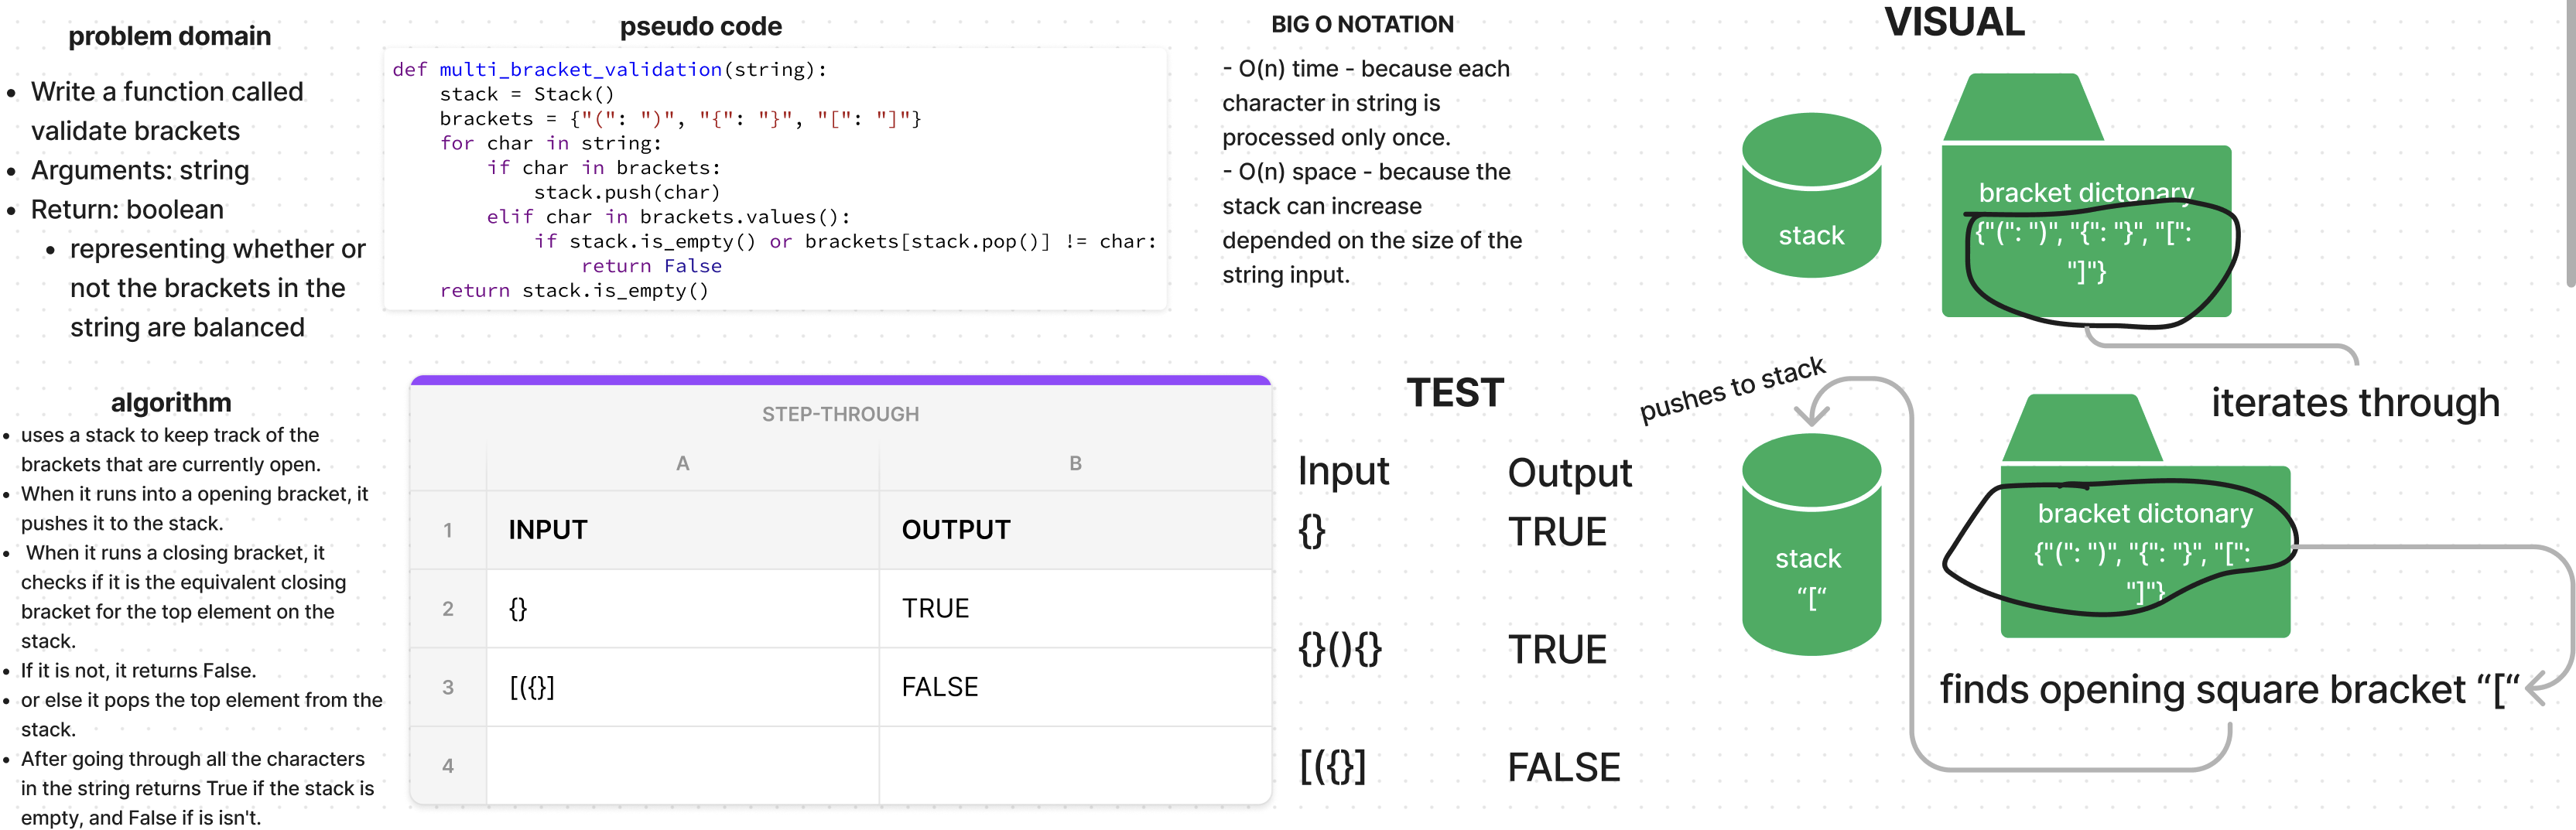 problem domain
• Write a function called
validate brackets
• Arguments: string
• Return: boolean
• representing whether or
not the brackets in the
string are balanced
algorithm
• uses a stack to keep track of the
brackets that are currently open.
• When it runs into a opening bracket, it
pushes it to the stack.
• When it runs a closing bracket, it
checks if it is the equivalent closing
bracket for the top element on the
stack.
• If it is not, it returns False.
• or else it pops the top element from the
stack.
• After going through all the characters
in the string returns True if the stack is
empty, and False if is isn't.
pseudo code
def multi_bracket_validation(string):
    stack = Stack()
    brackets = {"(": ")", "{": "}", "[": "]"}
    for char in string:
        if char in brackets:
            stack.push(char)
        elif char in brackets.values():
            if stack.is_empty() or brackets[stack.pop()] != char:
                return False
    return stack.is_empty()
STEP-THROUGH
A B
1 INPUT OUTPUT
2 {} TRUE
3 [({}] FALSE
4
BIG O NOTATION
- O(n) time - because each
character in string is
processed only once.
- O(n) space - because the
stack can increase
depended on the size of the
string input.
TEST
Input Output
{} TRUE
{}(){} TRUE
[({}] FALSE
VISUAL
stack
bracket dictonary
{"(": ")", "{": "}", "[":
"]"}
iterates through
pushes to stack
stack
“[“
bracket dictonary
{"(": ")", "{": "}", "[":
"]"}
finds opening square bracket “[“